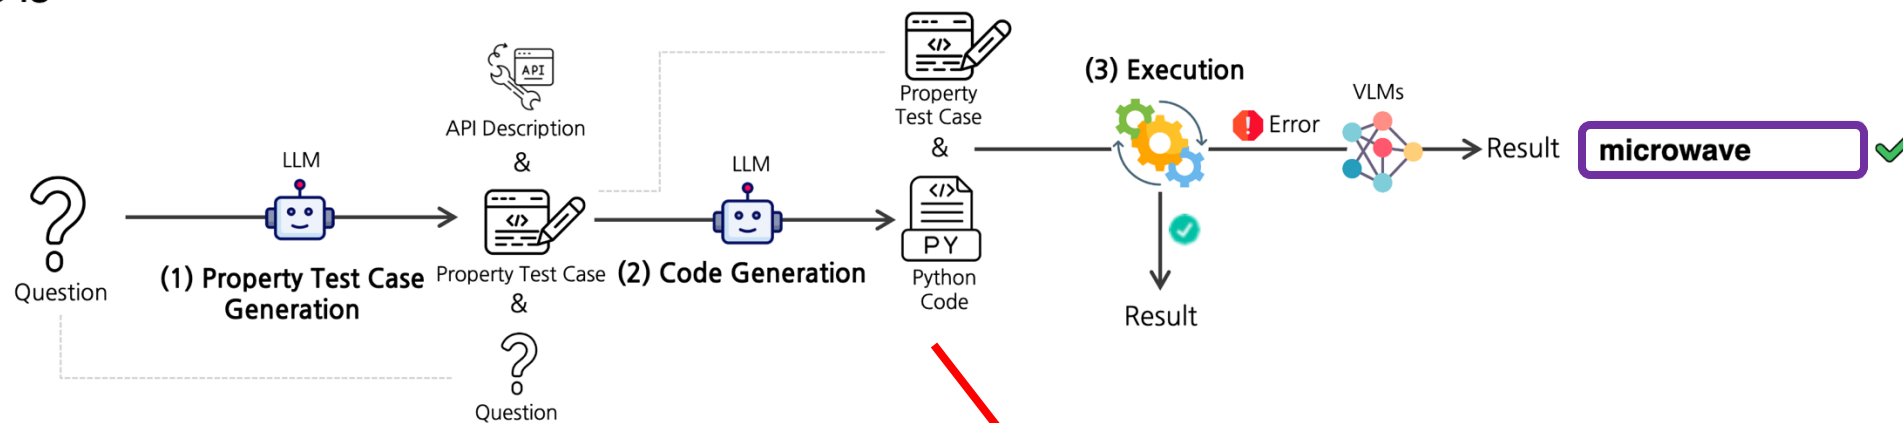 Question
LLM
(1) Property Test Case
Generation
API
API Description
&
</>
Property Test Case
&
Question
LLM
(2) Code Generation
</>
Property
Test Case
&
</>
PY
Python
Code
(3) Execution
Error
VLMs
Result
microwave
Result